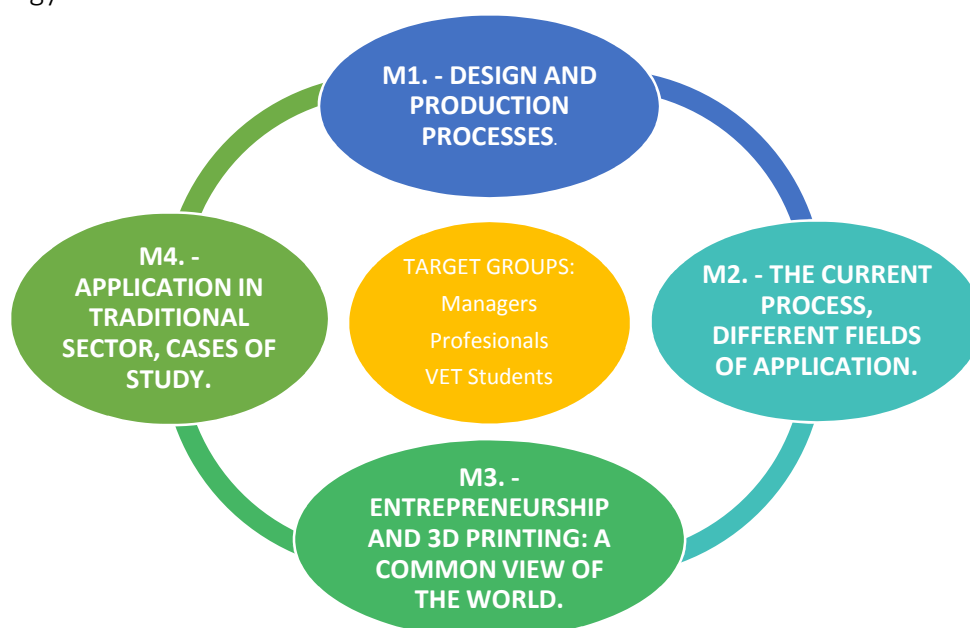 M1. - DESIGN AND
PRODUCTION
PROCESSES.
M4. -
APPLICATION IN
TRADITIONAL
SECTOR, CASES OF
STUDY.
TARGET GROUPS:
Managers
Profesionals
VET Students
M2. - THE CURRENT
PROCESS,
DIFFERENT FIELDS
OF APPLICATION.
M3. -
ENTREPRENEURSHIP
AND 3D PRINTING: A
COMMON VIEW OF
THE WORLD.